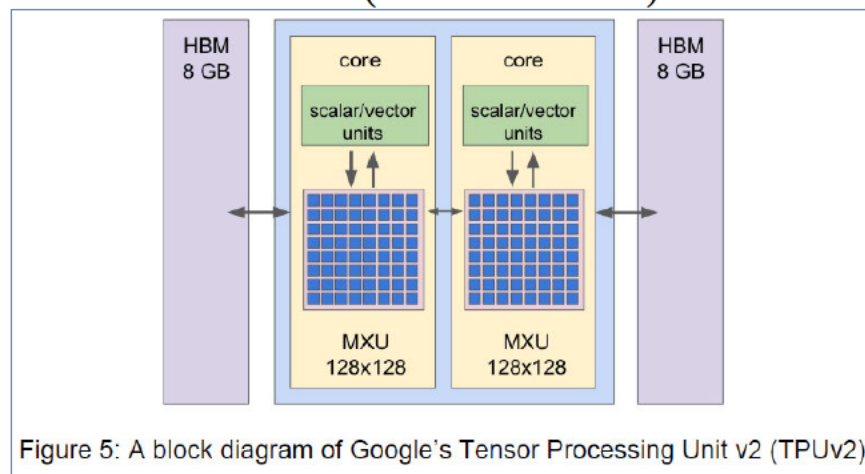 HBM
8 GB
core
scalar/vector
units
MXU
128x128
core
scalar/vector
units
MXU
128x128
HBM
8 GB
Figure 5: A block diagram of Google's Tensor Processing Unit v2 (TPUv2)